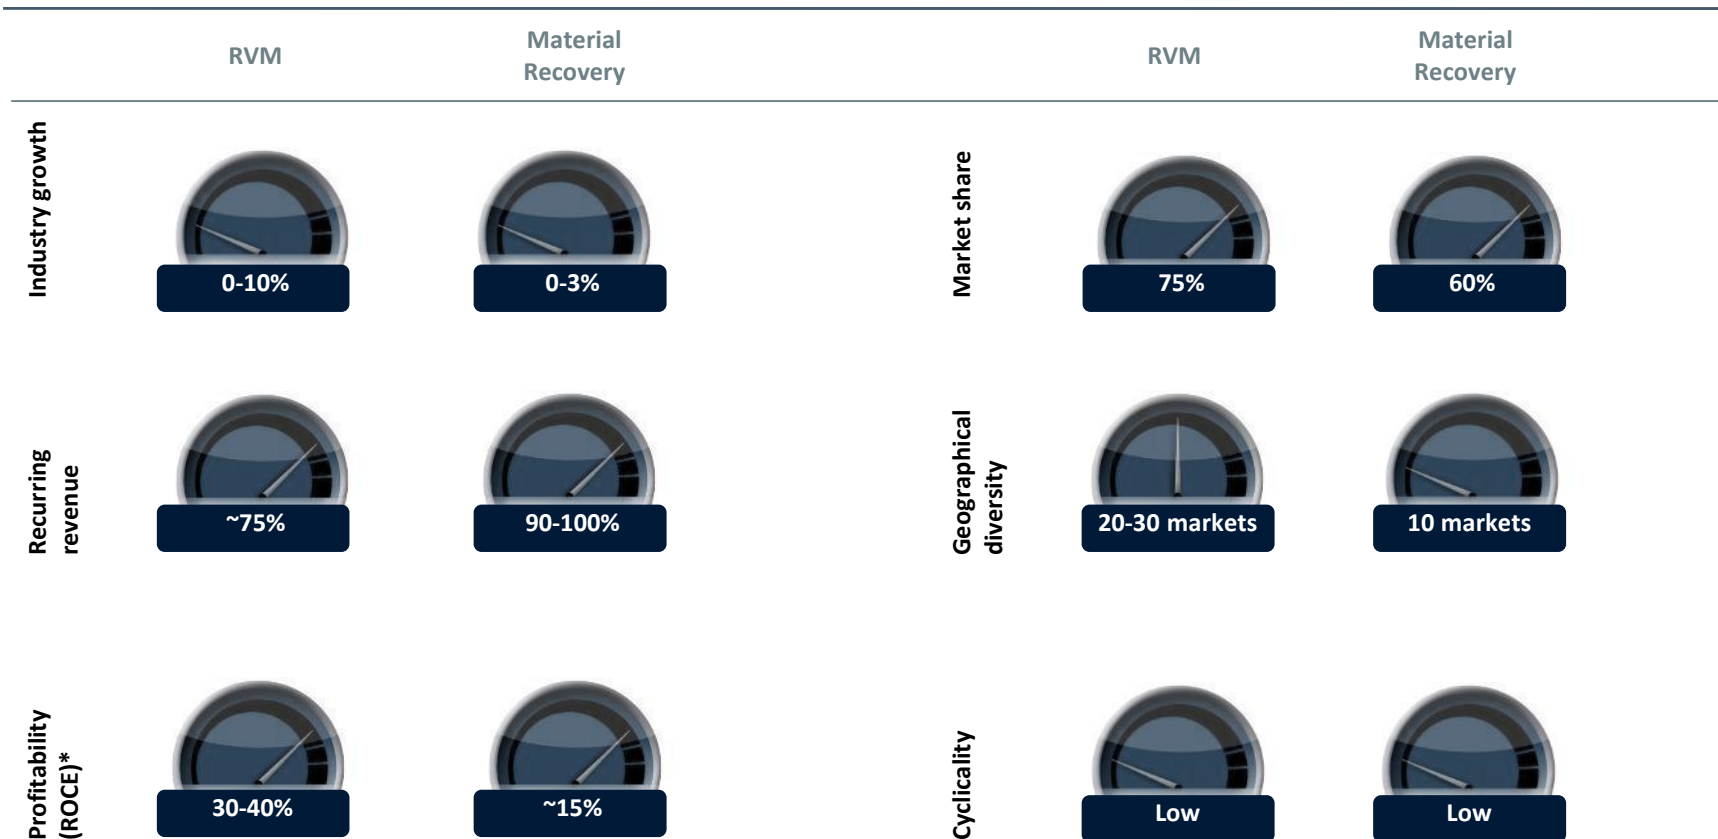 RVM
Material
Recovery
RVM
Material
Recovery
Industry growth
0-10%
0-3%
Market share
75%
60%
Recurring
revenue
~75%
90-100%
Geographical
diversity
20-30 markets
10 markets
Profitability
(ROCE)*
30-40%
~15%
Cyclicality
Low
Low